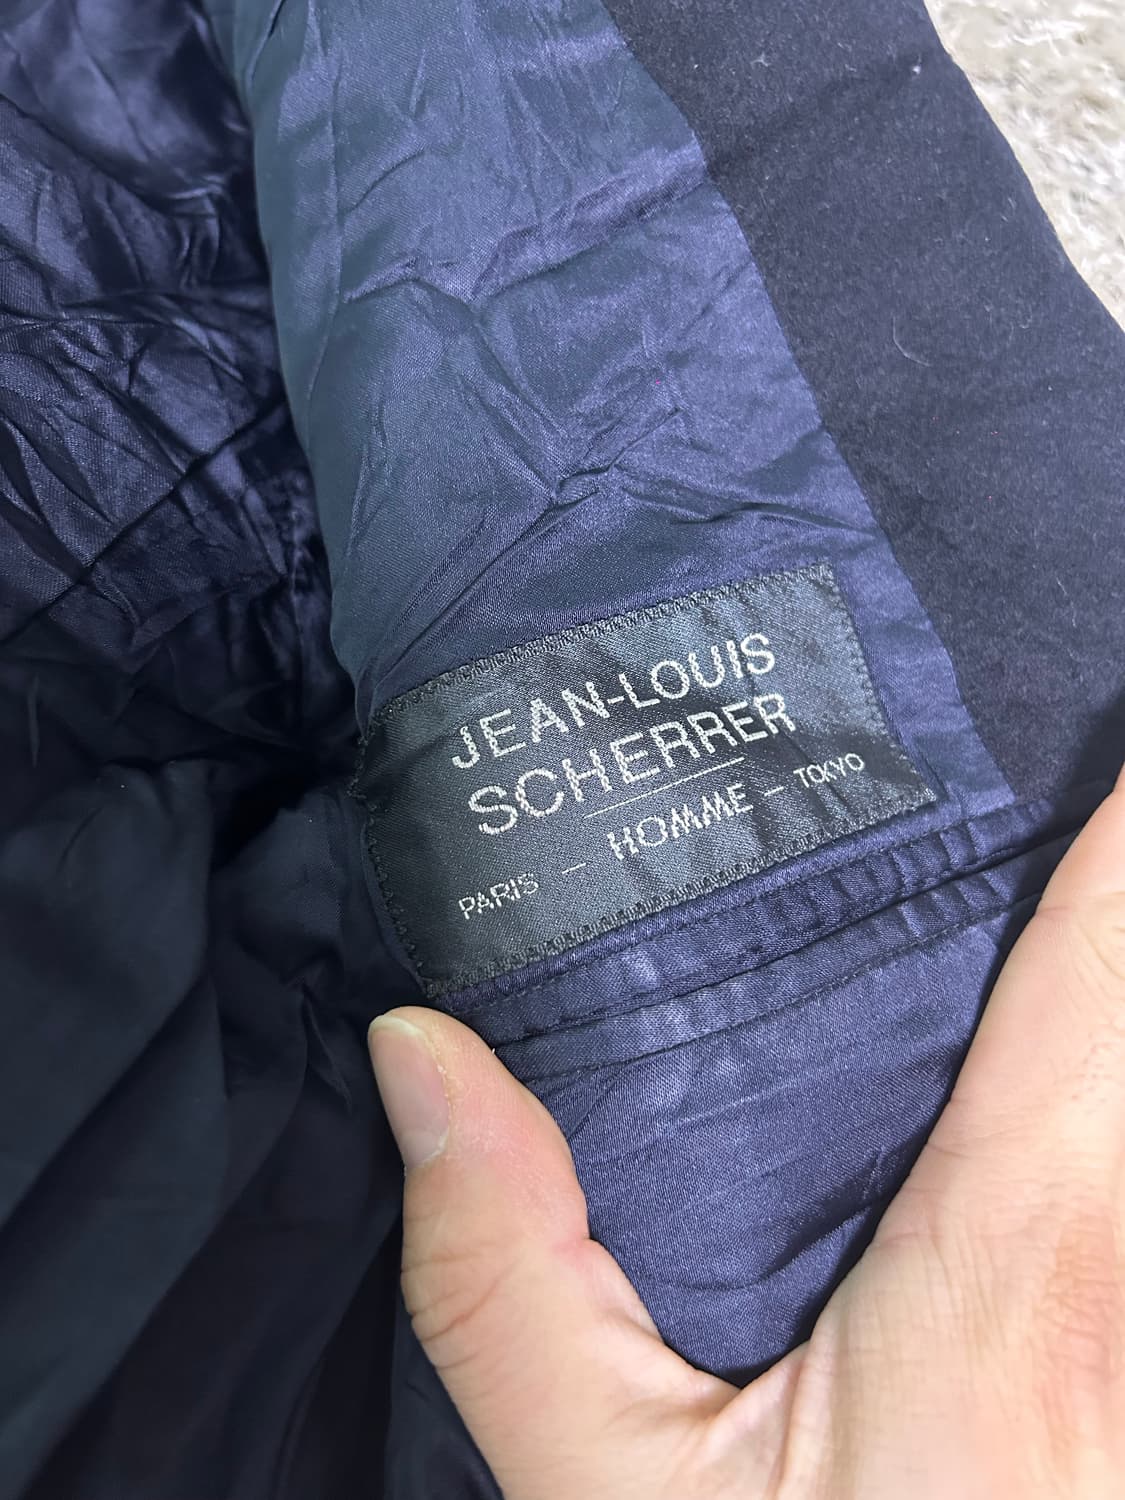 JEAN-LOUIS
SCHERRER
PARIS — HOMME — TOKYO